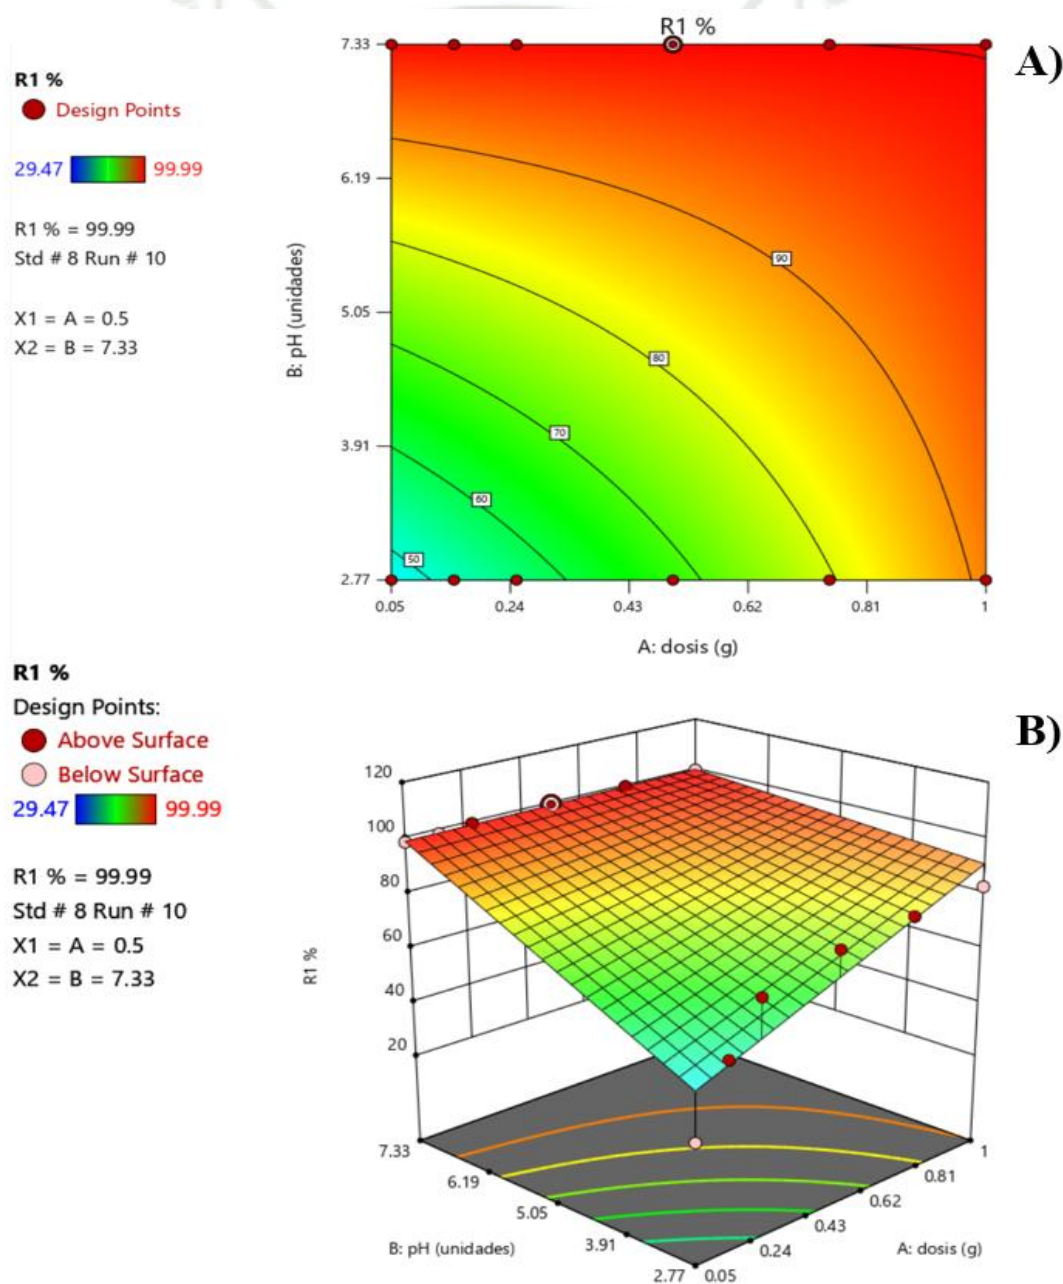 R1 %
A)
R1 %
Design Points
29.47 99.99
R1 % = 99.99
Std # 8 Run # 10
X1 = A = 0.5
X2 = B = 7.33
7.33
6.19
5.05
3.91
2.77
B: pH (unidades)
90
80
70
60
50
0.05 0.24 0.43 0.62 0.81 1
A: dosis (g)
R1 %
Design Points:
Above Surface
Below Surface
29.47 99.99
R1 % = 99.99
Std # 8 Run # 10
X1 = A = 0.5
X2 = B = 7.33
B)
120
100
80
60
40
20
R1 %
7.33
6.19
5.05
3.91
2.77
B: pH (unidades)
0.05
0.24
0.43
0.62
0.81
1
A: dosis (g)